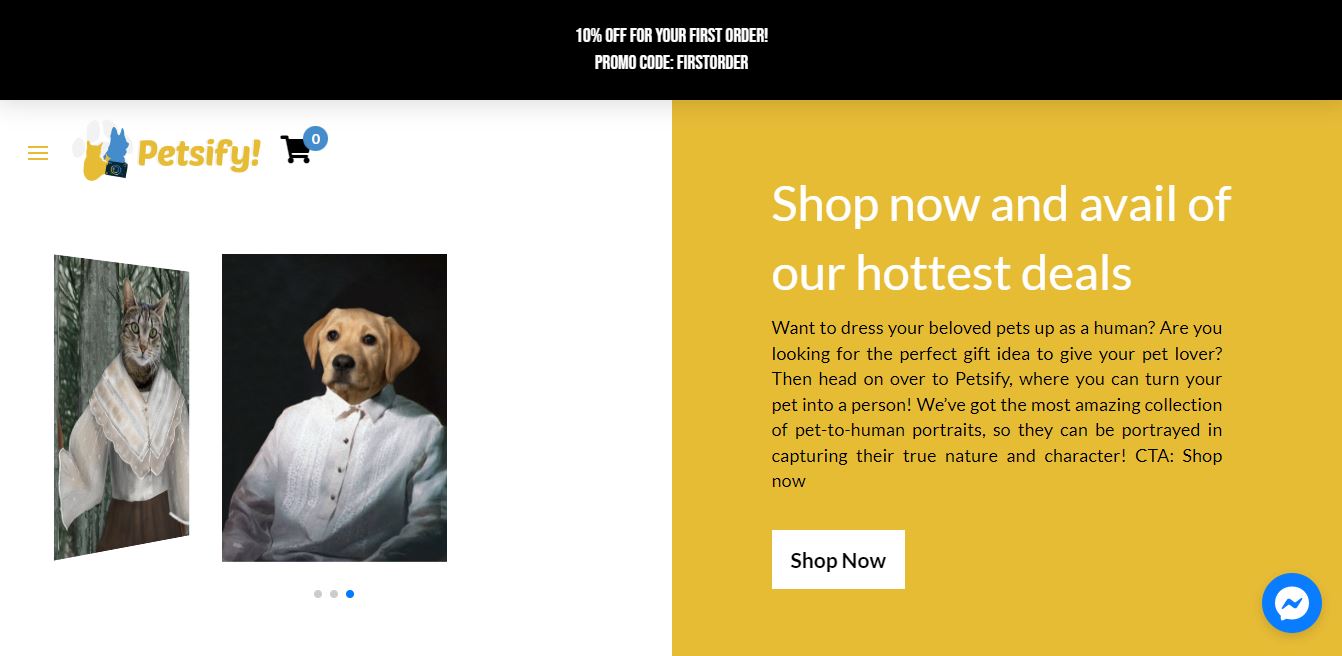 10% OFF FOR YOUR FIRST ORDER!
PROMO CODE: FIRSTORDER
Petsify!
0
Shop now and avail of
our hottest deals
Want to dress your beloved pets up as a human? Are you
looking for the perfect gift idea to give your pet lover?
Then head on over to Petsify, where you can turn your
pet into a person! We’ve got the most amazing collection
of pet-to-human portraits, so they can be portrayed in
capturing their true nature and character! CTA: Shop
now
Shop Now